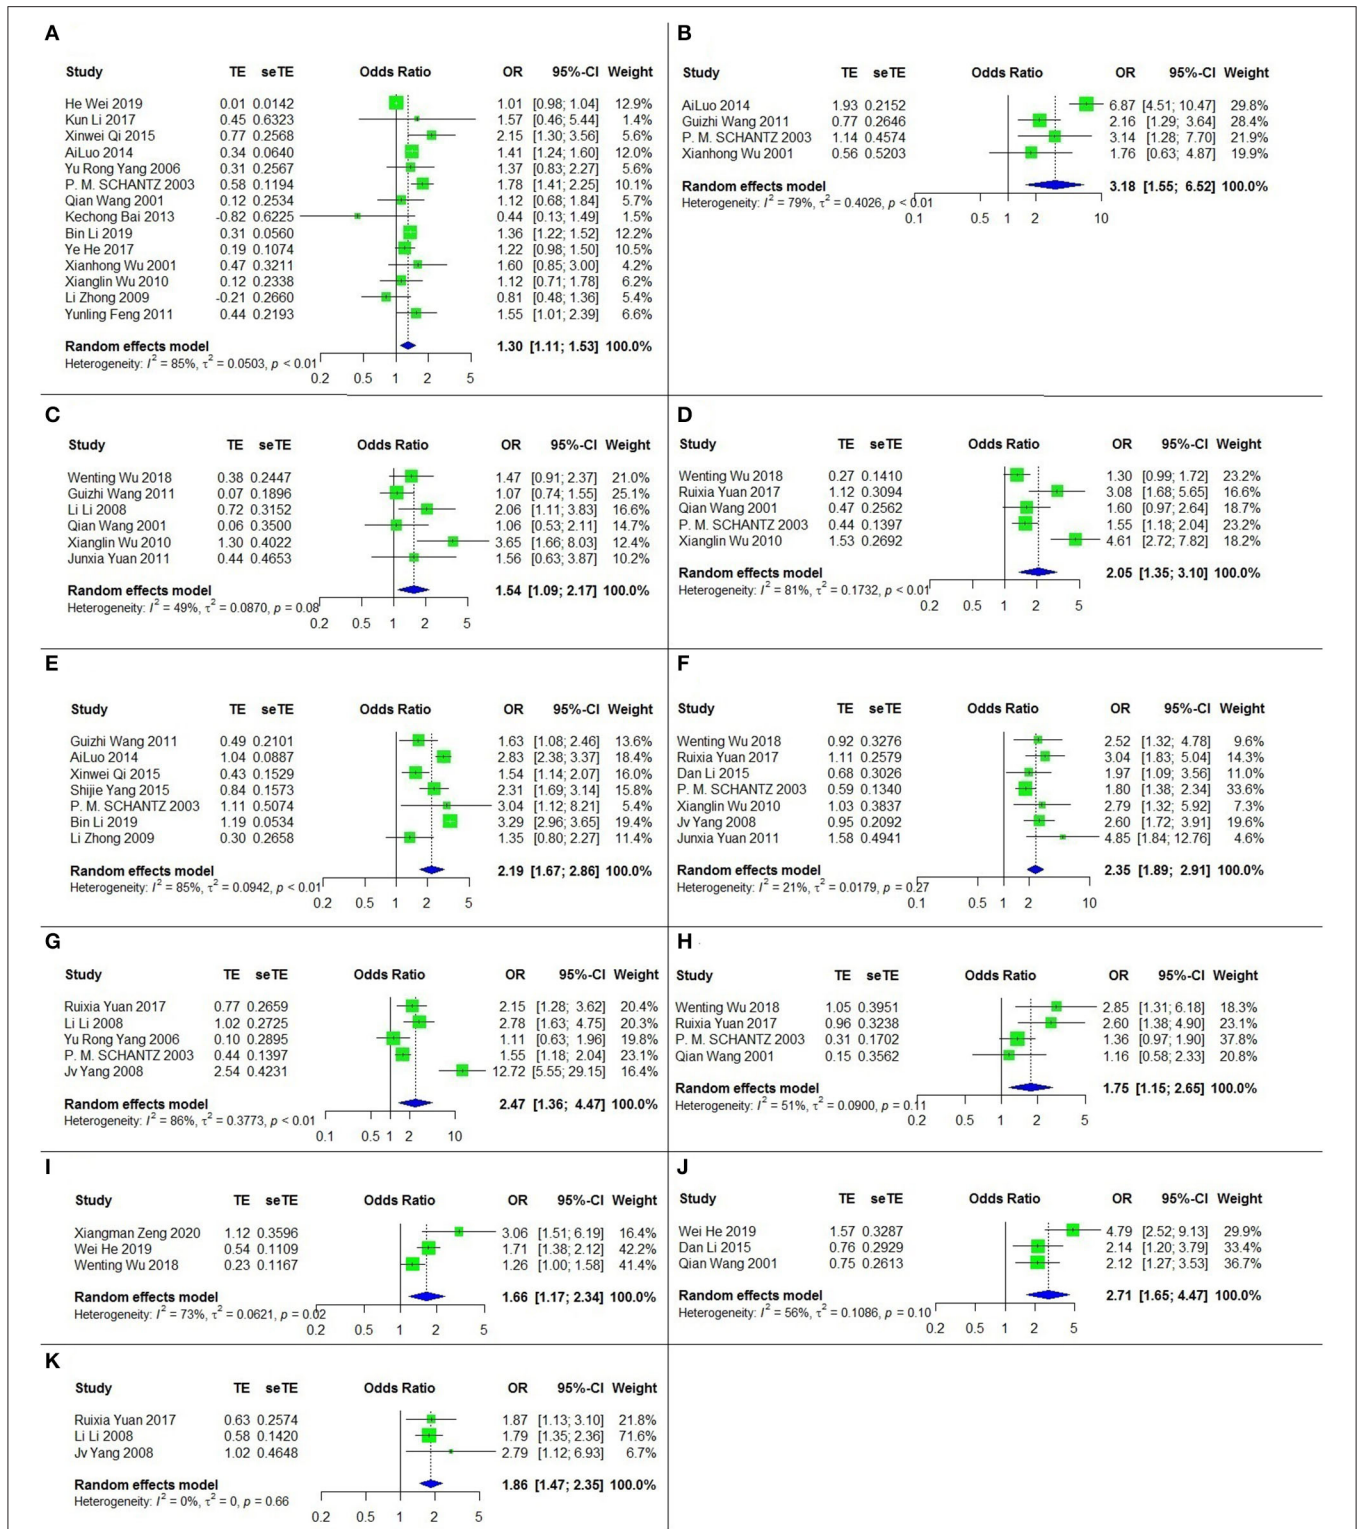 A
Study TE seTE Odds Ratio OR 95%-CI Weight
He Wei 2019 0.01 0.0142 1.01 [0.98; 1.04] 12.9%
Kun Li 2017 0.45 0.6323 1.57 [0.46; 5.44] 1.4%
Xinwei Qi 2015 0.77 0.2568 2.15 [1.30; 3.56] 5.6%
AiLuo 2014 0.34 0.0640 1.41 [1.24; 1.60] 12.0%
Yu Rong Yang 2006 0.31 0.2567 1.37 [0.83; 2.27] 5.6%
P. M. SCHANTZ 2003 0.58 0.1194 1.78 [1.41; 2.25] 10.1%
Qian Wang 2001 0.12 0.2534 1.12 [0.68; 1.84] 5.7%
Kechong Bai 2013 -0.82 0.6225 0.44 [0.13; 1.49] 1.5%
Bin Li 2019 0.31 0.0560 1.36 [1.22; 1.52] 12.2%
Ye He 2017 0.19 0.1074 1.22 [0.98; 1.50] 10.5%
Xianhong Wu 2001 0.47 0.3211 1.60 [0.85; 3.00] 4.2%
Xianglin Wu 2010 0.12 0.2338 1.12 [0.71; 1.78] 6.2%
Li Zhong 2009 -0.21 0.2660 0.81 [0.48; 1.36] 5.4%
Yunling Feng 2011 0.44 0.2193 1.55 [1.01; 2.39] 6.6%
Random effects model 1.30 [1.11; 1.53] 100.0%
Heterogeneity: I² = 85%, τ² = 0.0503, p < 0.01
0.2 0.5 1 2 5
B
Study TE seTE Odds Ratio OR 95%-CI Weight
AiLuo 2014 1.93 0.2152 6.87 [4.51; 10.47] 29.8%
Guizhi Wang 2011 0.77 0.2646 2.16 [1.29; 3.64] 28.4%
P. M. SCHANTZ 2003 1.14 0.4574 3.14 [1.28; 7.70] 21.9%
Xianhong Wu 2001 0.56 0.5203 1.76 [0.63; 4.87] 19.9%
Random effects model 3.18 [1.55; 6.52] 100.0%
Heterogeneity: I² = 79%, τ² = 0.4026, p < 0.01
0.1 0.5 1 2 10
C
Study TE seTE Odds Ratio OR 95%-CI Weight
Wenting Wu 2018 0.38 0.2447 1.47 [0.91; 2.37] 21.0%
Guizhi Wang 2011 0.07 0.1896 1.07 [0.74; 1.55] 25.1%
Li Li 2008 0.72 0.3152 2.06 [1.11; 3.83] 16.6%
Qian Wang 2001 0.06 0.3500 1.06 [0.53; 2.11] 14.7%
Xianglin Wu 2010 1.30 0.4022 3.65 [1.66; 8.03] 12.4%
Junxia Yuan 2011 0.44 0.4653 1.56 [0.63; 3.87] 10.2%
Random effects model 1.54 [1.09; 2.17] 100.0%
Heterogeneity: I² = 49%, τ² = 0.0870, p = 0.08
0.2 0.5 1 2 5
D
Study TE seTE Odds Ratio OR 95%-CI Weight
Wenting Wu 2018 0.27 0.1410 1.30 [0.99; 1.72] 23.2%
Ruixia Yuan 2017 1.12 0.3094 3.08 [1.68; 5.65] 16.6%
Qian Wang 2001 0.47 0.2562 1.60 [0.97; 2.64] 18.7%
P. M. SCHANTZ 2003 0.44 0.1397 1.55 [1.18; 2.04] 23.2%
Xianglin Wu 2010 1.53 0.2692 4.61 [2.72; 7.82] 18.2%
Random effects model 2.05 [1.35; 3.10] 100.0%
Heterogeneity: I² = 81%, τ² = 0.1732, p < 0.01
0.2 0.5 1 2 5
E
Study TE seTE Odds Ratio OR 95%-CI Weight
Guizhi Wang 2011 0.49 0.2101 1.63 [1.08; 2.46] 13.6%
AiLuo 2014 1.04 0.0887 2.83 [2.38; 3.37] 18.4%
Xinwei Qi 2015 0.43 0.1529 1.54 [1.14; 2.07] 16.0%
Shijie Yang 2015 0.84 0.1573 2.31 [1.69; 3.14] 15.8%
P. M. SCHANTZ 2003 1.11 0.5074 3.04 [1.12; 8.21] 5.4%
Bin Li 2019 1.19 0.0534 3.29 [2.96; 3.65] 19.4%
Li Zhong 2009 0.30 0.2658 1.35 [0.80; 2.27] 11.4%
Random effects model 2.19 [1.67; 2.86] 100.0%
Heterogeneity: I² = 85%, τ² = 0.0942, p < 0.01
0.2 0.5 1 2 5
F
Study TE seTE Odds Ratio OR 95%-CI Weight
Wenting Wu 2018 0.92 0.3276 2.52 [1.32; 4.78] 9.6%
Ruixia Yuan 2017 1.11 0.2579 3.04 [1.83; 5.04] 14.3%
Dan Li 2015 0.68 0.3026 1.97 [1.09; 3.56] 11.0%
P. M. SCHANTZ 2003 0.59 0.1340 1.80 [1.38; 2.34] 33.6%
Xianglin Wu 2010 1.03 0.3837 2.79 [1.32; 5.92] 7.3%
Jv Yang 2008 0.95 0.2092 2.60 [1.72; 3.91] 19.6%
Junxia Yuan 2011 1.58 0.4941 4.85 [1.84; 12.76] 4.6%
Random effects model 2.35 [1.89; 2.91] 100.0%
Heterogeneity: I² = 21%, τ² = 0.0179, p = 0.27
0.1 0.5 1 2 10
G
Study TE seTE Odds Ratio OR 95%-CI Weight
Ruixia Yuan 2017 0.77 0.2659 2.15 [1.28; 3.62] 20.4%
Li Li 2008 1.02 0.2725 2.78 [1.63; 4.75] 20.3%
Yu Rong Yang 2006 0.10 0.2895 1.11 [0.63; 1.96] 19.8%
P. M. SCHANTZ 2003 0.44 0.1397 1.55 [1.18; 2.04] 23.1%
Jv Yang 2008 2.54 0.4231 12.72 [5.55; 29.15] 16.4%
Random effects model 2.47 [1.36; 4.47] 100.0%
Heterogeneity: I² = 86%, τ² = 0.3773, p < 0.01
0.1 0.5 1 2 10
H
Study TE seTE Odds Ratio OR 95%-CI Weight
Wenting Wu 2018 1.05 0.3951 2.85 [1.31; 6.18] 18.3%
Ruixia Yuan 2017 0.96 0.3238 2.60 [1.38; 4.90] 23.1%
P. M. SCHANTZ 2003 0.31 0.1702 1.36 [0.97; 1.90] 37.8%
Qian Wang 2001 0.15 0.3562 1.16 [0.58; 2.33] 20.8%
Random effects model 1.75 [1.15; 2.65] 100.0%
Heterogeneity: I² = 51%, τ² = 0.0900, p = 0.11
0.2 0.5 1 2 5
I
Study TE seTE Odds Ratio OR 95%-CI Weight
Xiangman Zeng 2020 1.12 0.3596 3.06 [1.51; 6.19] 16.4%
Wei He 2019 0.54 0.1109 1.71 [1.38; 2.12] 42.2%
Wenting Wu 2018 0.23 0.1167 1.26 [1.00; 1.58] 41.4%
Random effects model 1.66 [1.17; 2.34] 100.0%
Heterogeneity: I² = 73%, τ² = 0.0621, p = 0.02
0.2 0.5 1 2 5
J
Study TE seTE Odds Ratio OR 95%-CI Weight
Wei He 2019 1.57 0.3287 4.79 [2.52; 9.13] 29.9%
Dan Li 2015 0.76 0.2929 2.14 [1.20; 3.79] 33.4%
Qian Wang 2001 0.75 0.2613 2.12 [1.27; 3.53] 36.7%
Random effects model 2.71 [1.65; 4.47] 100.0%
Heterogeneity: I² = 56%, τ² = 0.1086, p = 0.10
0.2 0.5 1 2 5
K
Study TE seTE Odds Ratio OR 95%-CI Weight
Ruixia Yuan 2017 0.63 0.2574 1.87 [1.13; 3.10] 21.8%
Li Li 2008 0.58 0.1420 1.79 [1.35; 2.36] 71.6%
Jv Yang 2008 1.02 0.4648 2.79 [1.12; 6.93] 6.7%
Random effects model 1.86 [1.47; 2.35] 100.0%
Heterogeneity: I² = 0%, τ² = 0, p = 0.66
0.2 0.5 1 2 5